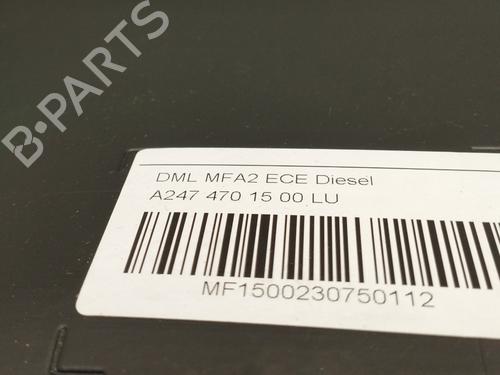 B-PARTS
DML MFA2 ECE Diesel
A247 470 15 00 LU
MF1500230750112